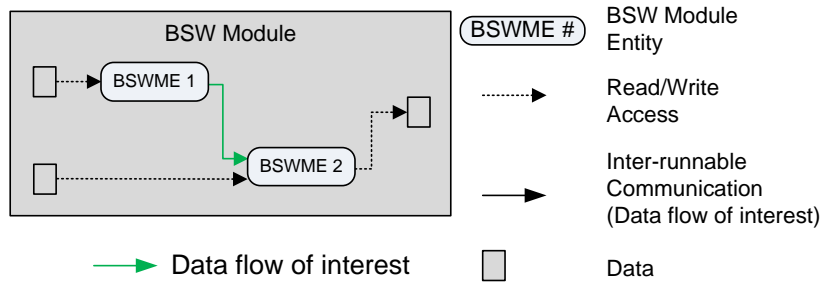 BSW Module
BSWME 1
BSWME 2
Data flow of interest
BSWME #
BSW Module
Entity
Read/Write
Access
Inter-runnable
Communication
(Data flow of interest)
Data